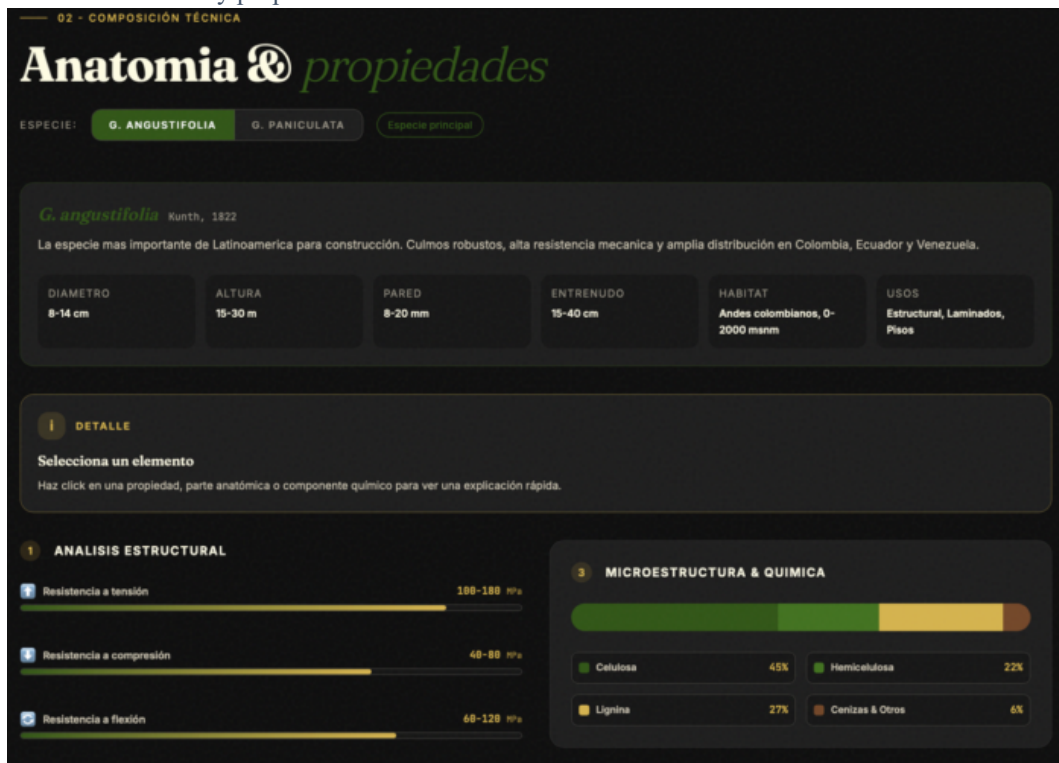 02 - COMPOSICIÓN TÉCNICA
Anatomia & propiedades
ESPECIE: G. ANGUSTIFOLIA G. PANICULATA Especie principal
G. angustifolia Kunth, 1822
La especie mas importante de Latinoamerica para construcción. Culmos robustos, alta resistencia mecanica y amplia distribución en Colombia, Ecuador y Venezuela.
DIAMETRO
8-14 cm
ALTURA
15-30 m
PARED
8-20 mm
ENTRENUDO
15-40 cm
HABITAT
Andes colombianos, 0-
2000 msnm
USOS
Estructural, Laminados,
Pisos
i DETALLE
Selecciona un elemento
Haz click en una propiedad, parte anatómica o componente químico para ver una explicación rápida.
1 ANALISIS ESTRUCTURAL
Resistencia a tensión 100-180 MPa
Resistencia a compresión 40-80 MPa
Resistencia a flexión 60-120 MPa
3 MICROESTRUCTURA & QUIMICA
Celulosa 45%
Hemicelulosa 22%
Lignina 27%
Cenizas & Otros 6%